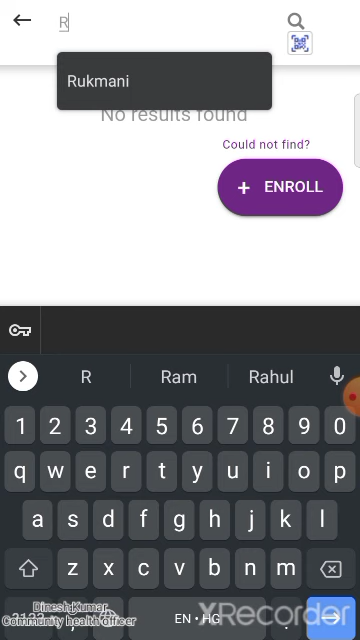 R
Rukmani
No results found
Could not find?
+ ENROLL
R Ram Rahul
1 2 3 4 5 6 7 8 9 0
q w e r t y u i o p
a s d f g h j k l
z x c v b n m
Dinesh Kumar
Community health officer
, EN • HG .
XRecorder